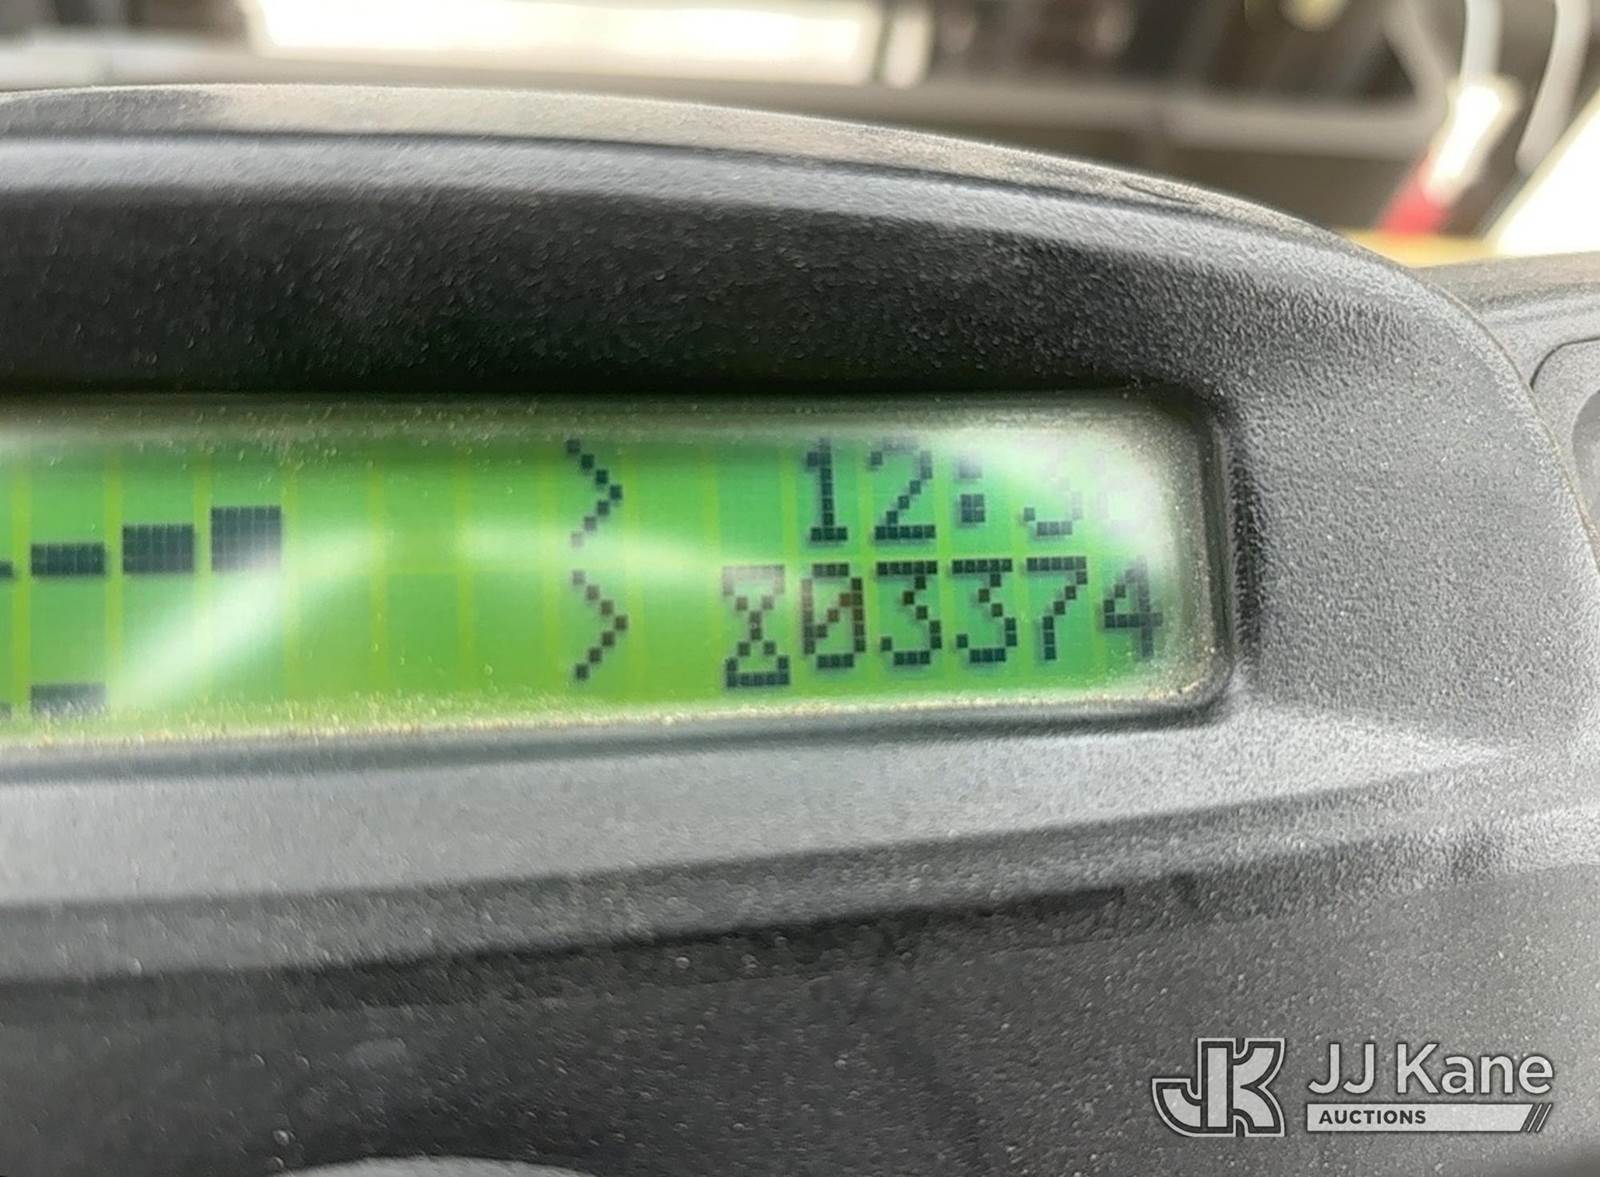 > 12:3
> ⌛03374
JJ Kane
AUCTIONS